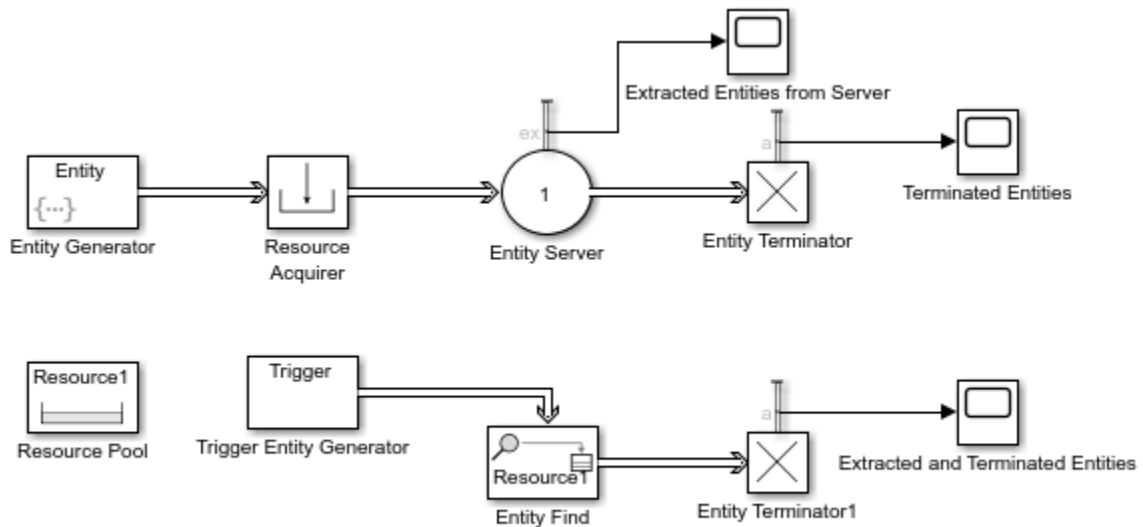 Extracted Entities from Server
ex
a
Entity
{...}
1
Terminated Entities
Entity Generator
Resource
Acquirer
Entity Server
Entity Terminator
Resource1
Trigger
a
Resource Pool
Trigger Entity Generator
Resource1
Extracted and Terminated Entities
Entity Find
Entity Terminator1